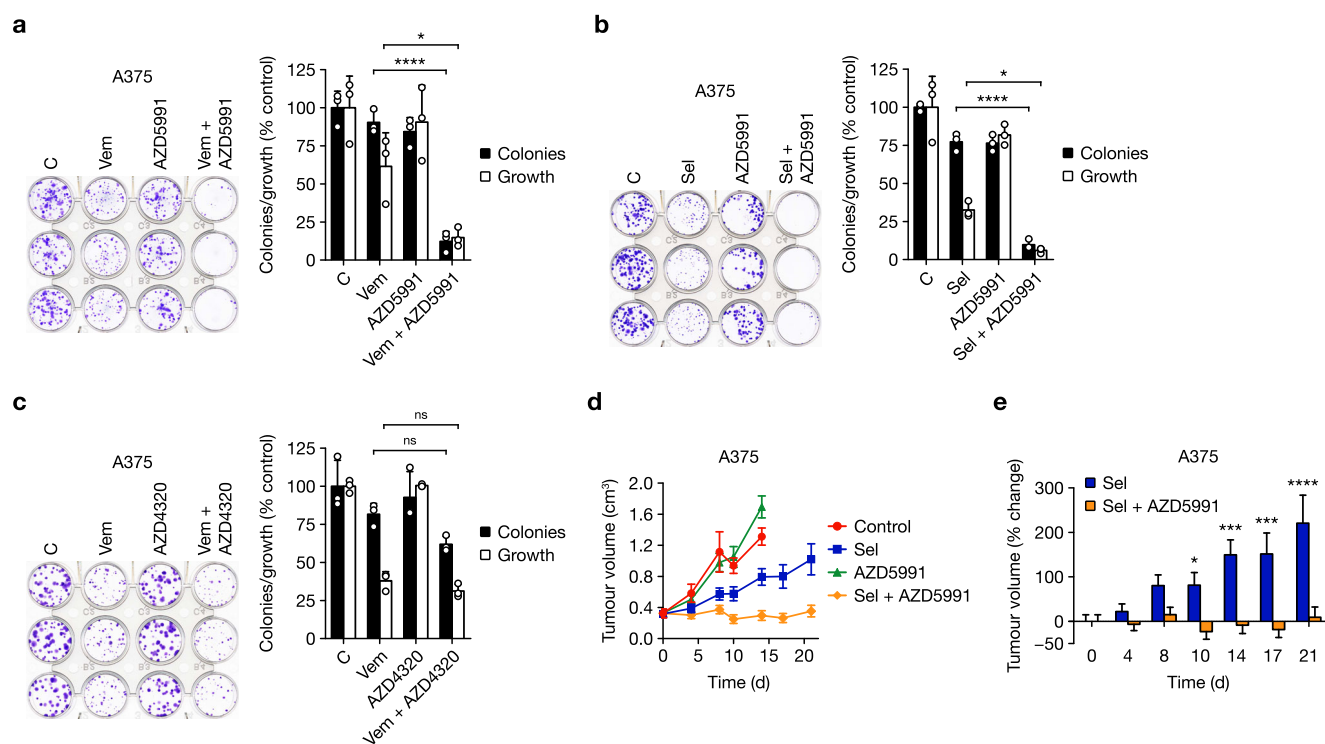 a
A375
C
Vem
AZD5991
Vem +
AZD5991
Colonies/growth (% control)
125
100
75
50
25
0
*
****
Colonies
Growth
C
Vem
AZD5991
Vem + AZD5991
b
A375
C
Sel
AZD5991
Sel +
AZD5991
Colonies/growth (% control)
125
100
75
50
25
0
*
****
Colonies
Growth
C
Sel
AZD5991
Sel + AZD5991
c
A375
C
Vem
AZD4320
Vem +
AZD4320
Colonies/growth (% control)
125
100
75
50
25
0
ns
ns
Colonies
Growth
C
Vem
AZD4320
Vem + AZD4320
d
A375
Tumour volume (cm³)
2.0
1.6
1.2
0.8
0.4
0.0
0 5 10 15 20
Time (d)
Control
Sel
AZD5991
Sel + AZD5991
e
A375
Tumour volume (% change)
300
200
100
0
−50
Sel
Sel + AZD5991
* *** *** ****
0 4 8 10 14 17 21
Time (d)